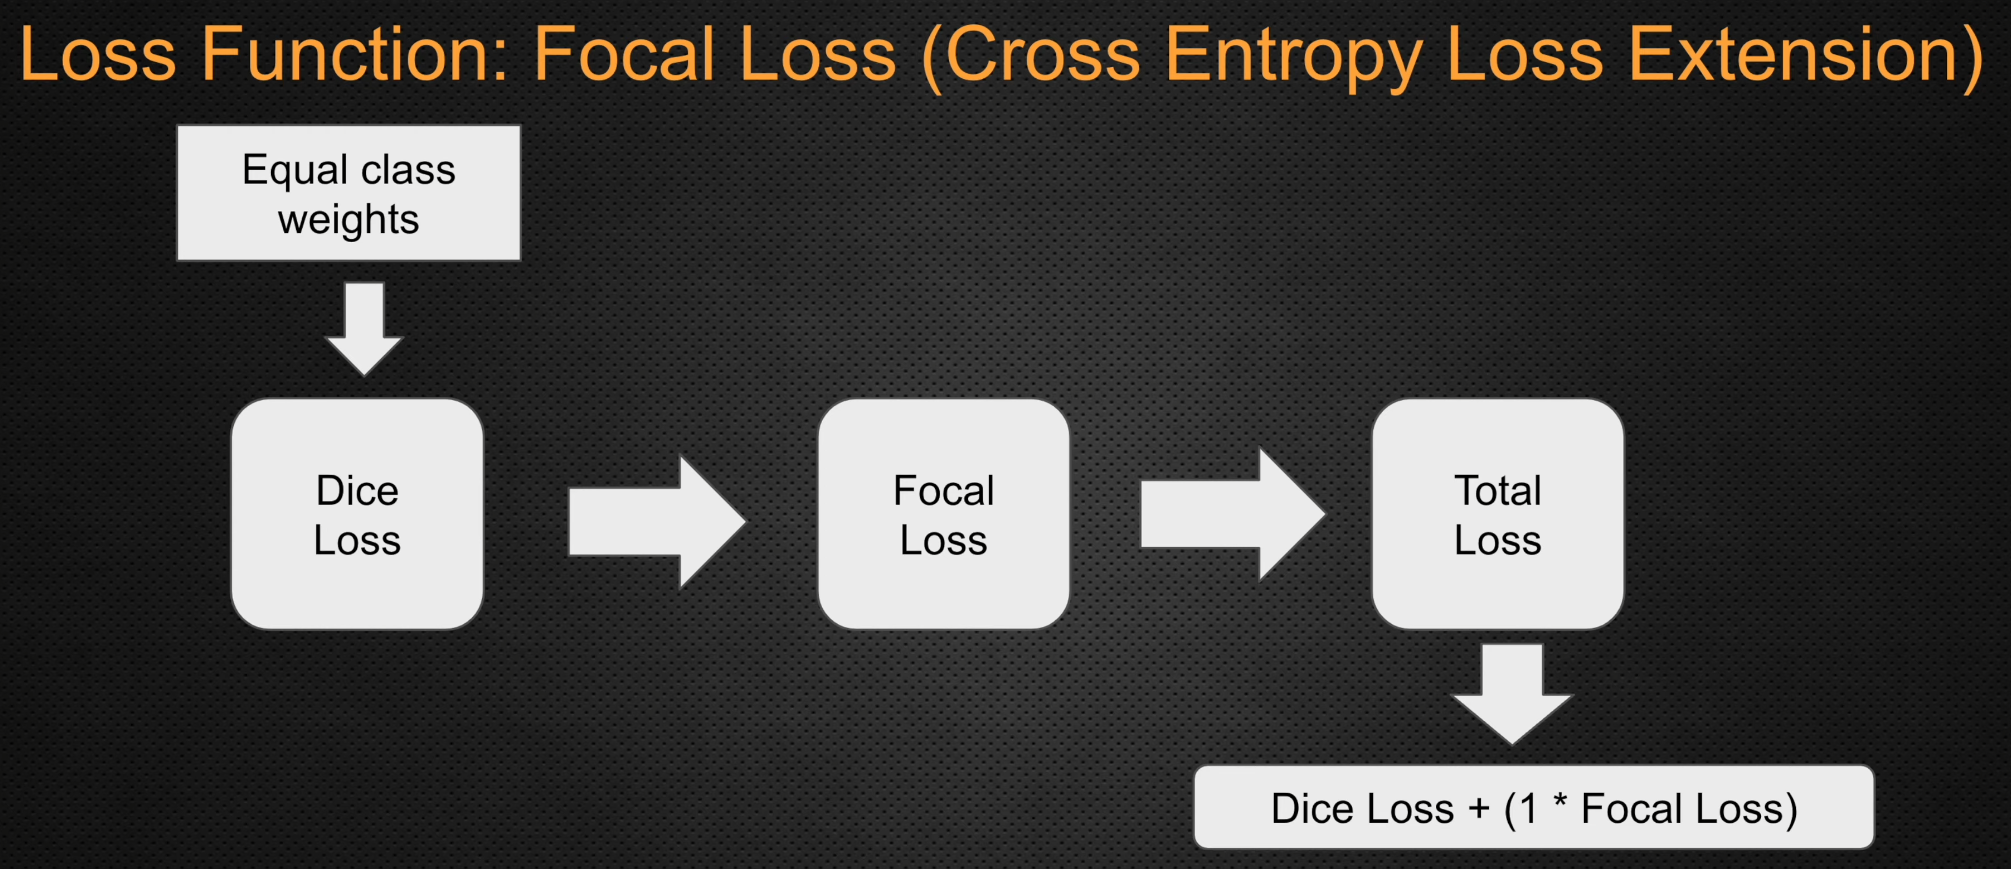 Loss Function: Focal Loss (Cross Entropy Loss Extension)
Equal class
weights
Dice
Loss
Focal
Loss
Total
Loss
Dice Loss + (1 * Focal Loss)